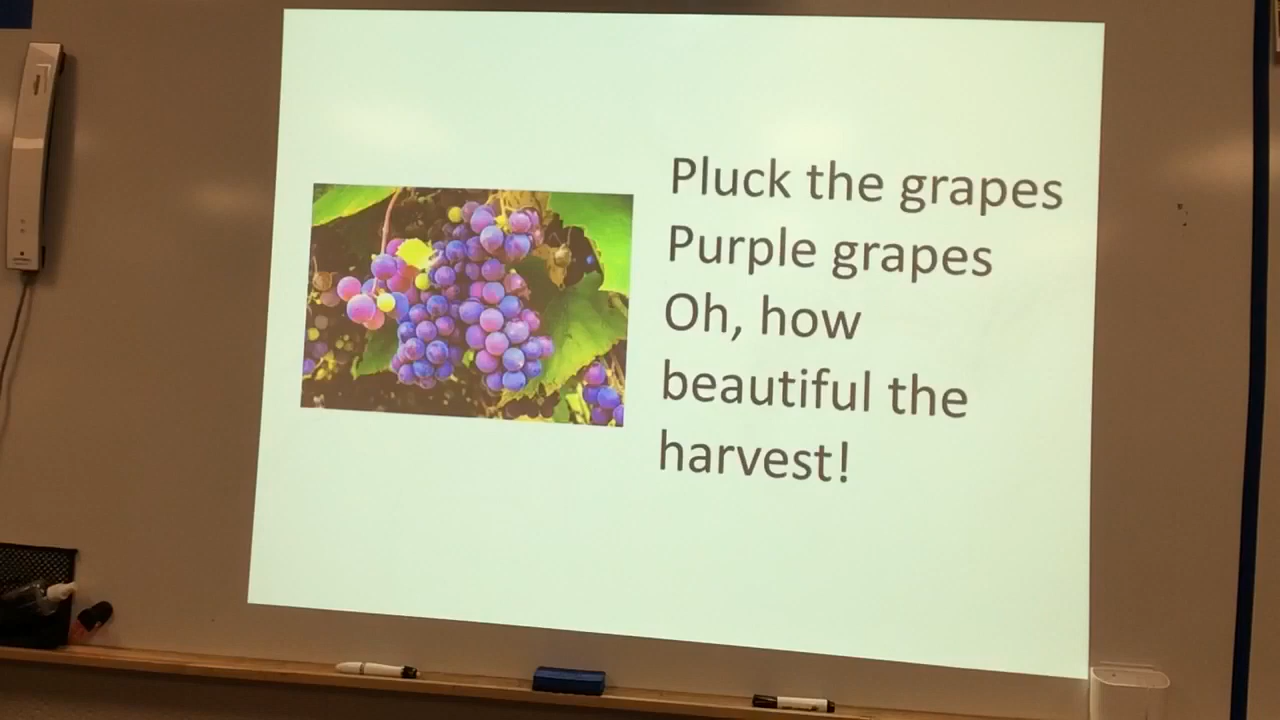 Pluck the grapes
Purple grapes
Oh, how
beautiful the
harvest!